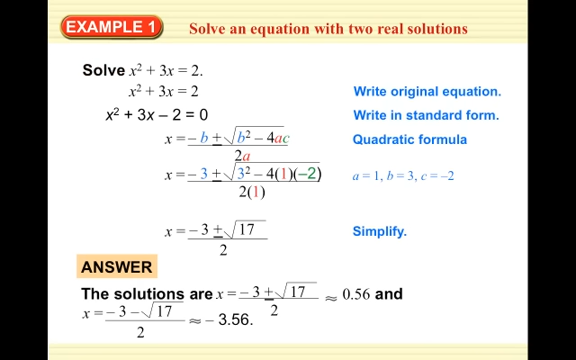 EXAMPLE 1 Solve an equation with two real solutions
Solve x² + 3x = 2.
x² + 3x = 2 Write original equation.
x² + 3x – 2 = 0 Write in standard form.
x = –b ± √b² – 4ac / 2a Quadratic formula
x = –3 ± √3² – 4(1)(–2) / 2(1) a = 1, b = 3, c = –2
x = –3 ± √17 / 2 Simplify.
ANSWER
The solutions are x = –3 ± √17 / 2 ≈ 0.56 and
x = –3 – √17 / 2 ≈ – 3.56.